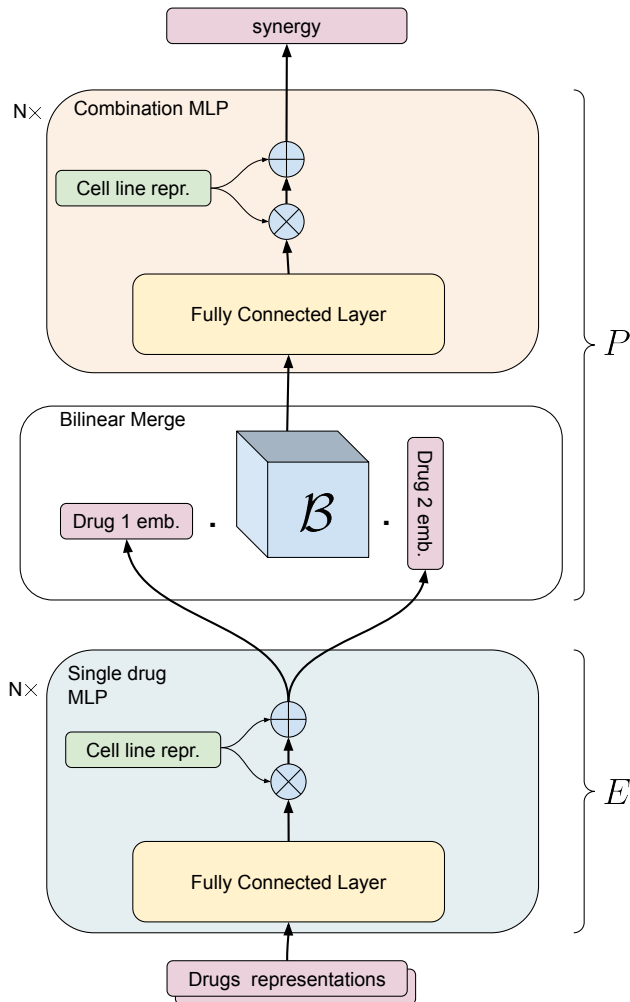 synergy
N×
Combination MLP
Cell line repr.
Fully Connected Layer
P
Bilinear Merge
Drug 1 emb.
.
B
.
Drug 2 emb.
N×
Single drug
MLP
Cell line repr.
E
Fully Connected Layer
Drugs representations